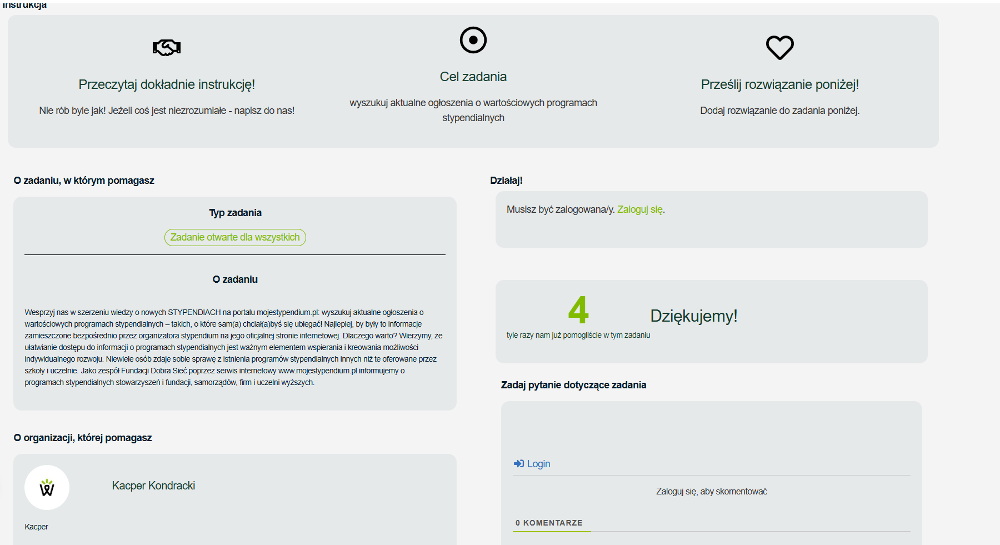 Instrukcja
Przeczytaj dokładnie instrukcję!
Nie rób byle jak! Jeżeli coś jest niezrozumiałe - napisz do nas!
Cel zadania
wyszukuj aktualne ogłoszenia o wartościowych programach
stypendialnych
Prześlij rozwiązanie poniżej!
Dodaj rozwiązanie do zadania poniżej.
O zadaniu, w którym pomagasz
Typ zadania
Zadanie otwarte dla wszystkich
O zadaniu
Wesprzyj nas w szerzeniu wiedzy o nowych STYPENDIACH na portalu mojestypendium.pl: wyszukuj aktualne ogłoszenia o
wartościowych programach stypendialnych – takich, o które sam(a) chciał(a)byś się ubiegać! Najlepiej, by były to informacje
zamieszczone bezpośrednio przez organizatora stypendium na jego oficjalnej stronie internetowej. Dlaczego warto? Wierzymy, że
ułatwianie dostępu do informacji o programach stypendialnych jest ważnym elementem wspierania i kreowania możliwości
indywidualnego rozwoju. Niewiele osób zdaje sobie sprawę z istnienia programów stypendialnych innych niż te oferowane przez
szkoły i uczelnie. Jako zespół Fundacji Dobra Sieć poprzez serwis internetowy www.mojestypendium.pl informujemy o
programach stypendialnych stowarzyszeń i fundacji, samorządów, firm i uczelni wyższych.
O organizacji, której pomagasz
Kacper Kondracki
Kacper
Działaj!
Musisz być zalogowana/y. Zaloguj się.
4
Dziękujemy!
tyle razy nam już pomogliście w tym zadaniu
Zadaj pytanie dotyczące zadania
Login
Zaloguj się, aby skomentować
0 KOMENTARZE